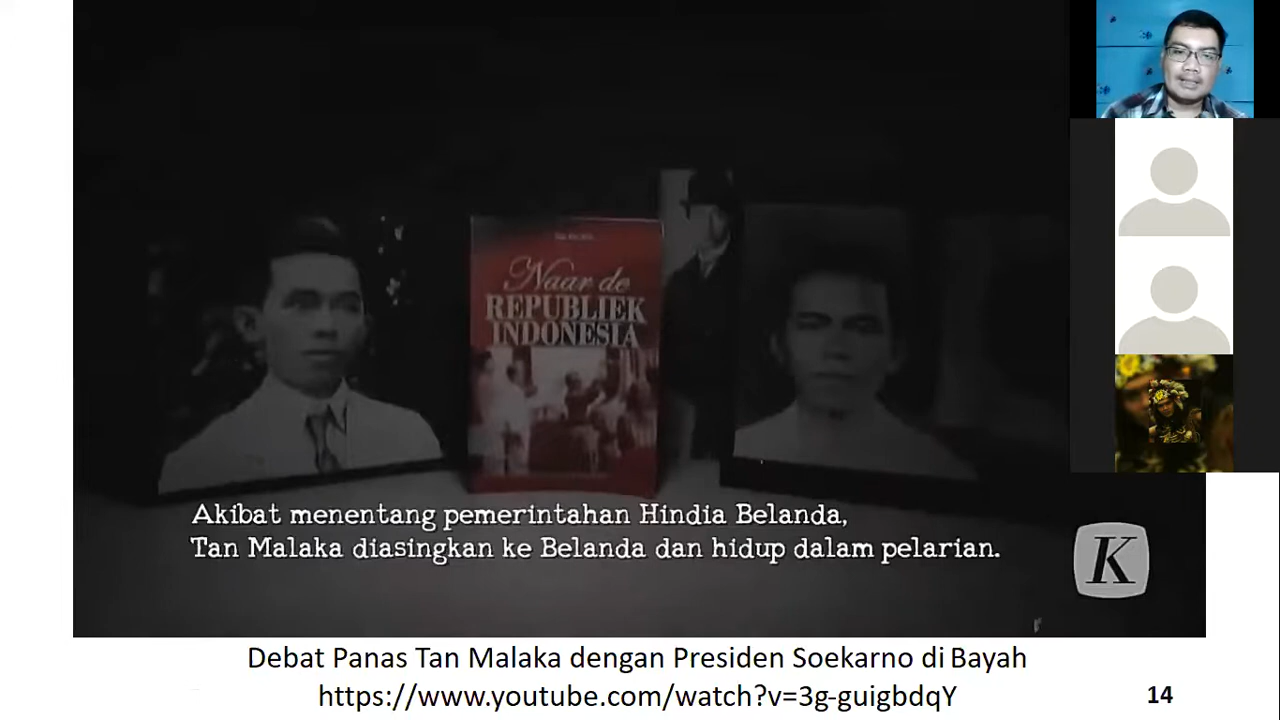 Naar de
REPUBLIEK
INDONESIA
Akibat menentang pemerintahan Hindia Belanda,
Tan Malaka diasingkan ke Belanda dan hidup dalam pelarian.
K
Debat Panas Tan Malaka dengan Presiden Soekarno di Bayah
https://www.youtube.com/watch?v=3g-guigbdqY
14